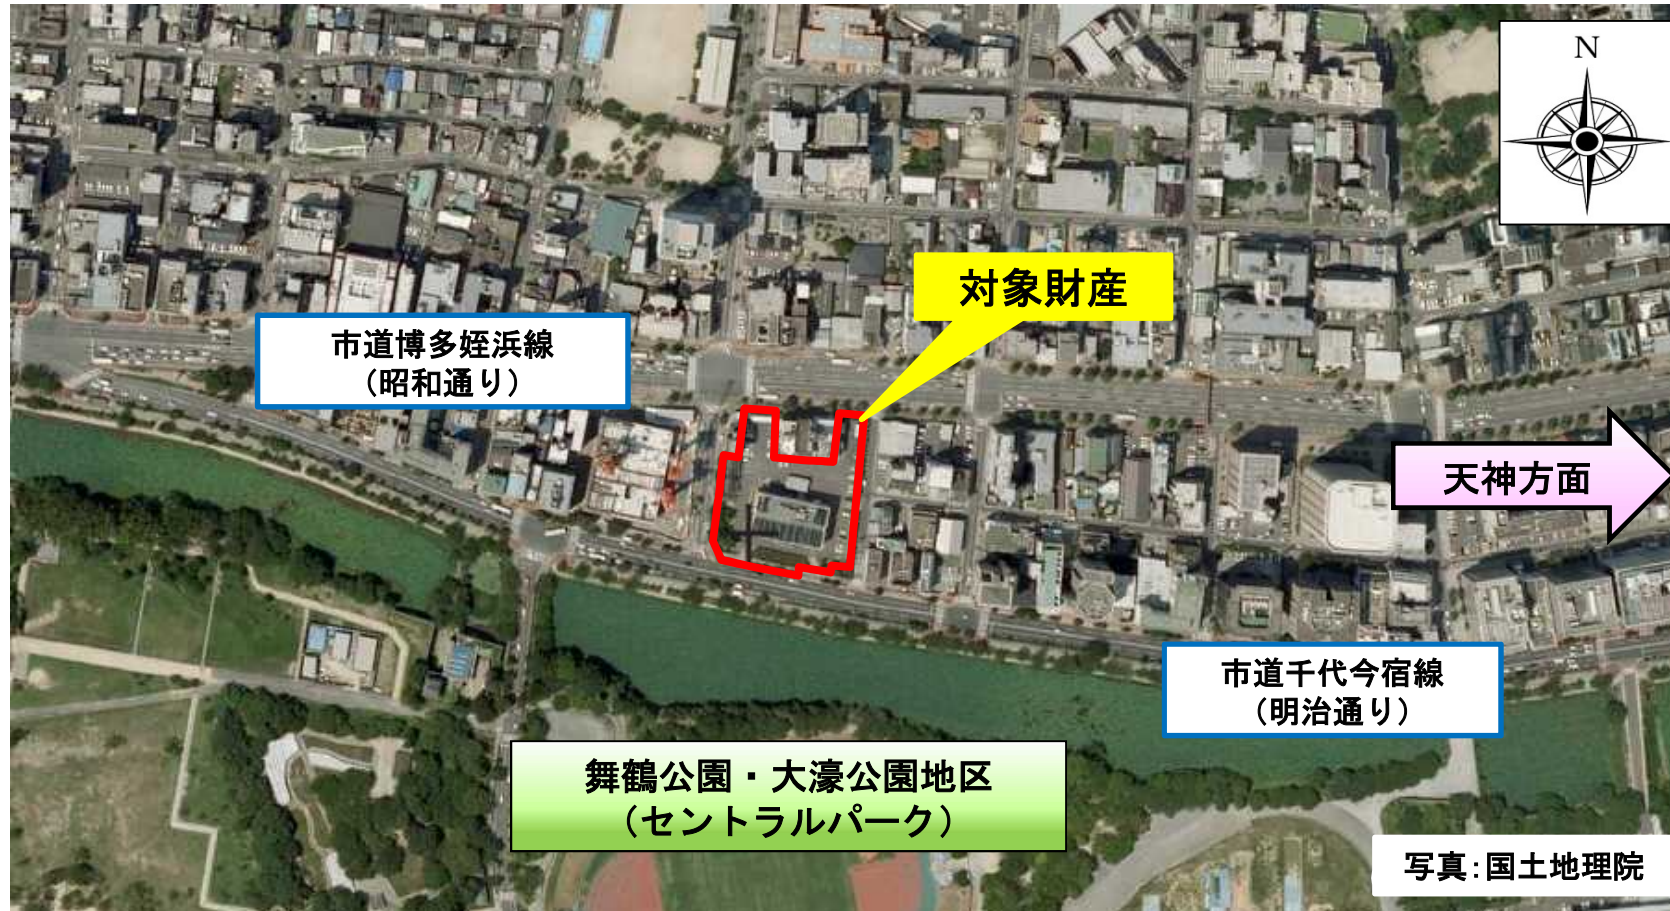 N
対象財産
市道博多姪浜線
（昭和通り）
天神方面
市道千代今宿線
（明治通り）
舞鶴公園・大濠公園地区
（セントラルパーク）
写真：国土地理院